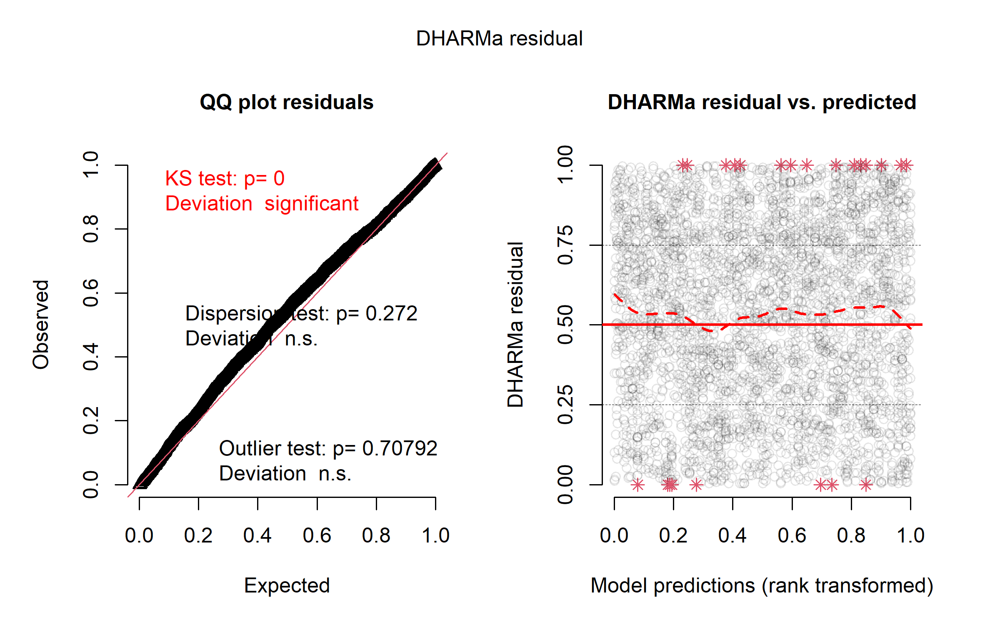 DHARMa residual
QQ plot residuals
KS test: p= 0
Deviation  significant
Dispersion test: p= 0.272
Deviation  n.s.
Outlier test: p= 0.70792
Deviation  n.s.
Observed
0.0 0.2 0.4 0.6 0.8 1.0
0.0 0.2 0.4 0.6 0.8 1.0
Expected
DHARMa residual vs. predicted
DHARMa residual
0.00 0.25 0.50 0.75 1.00
0.0 0.2 0.4 0.6 0.8 1.0
Model predictions (rank transformed)